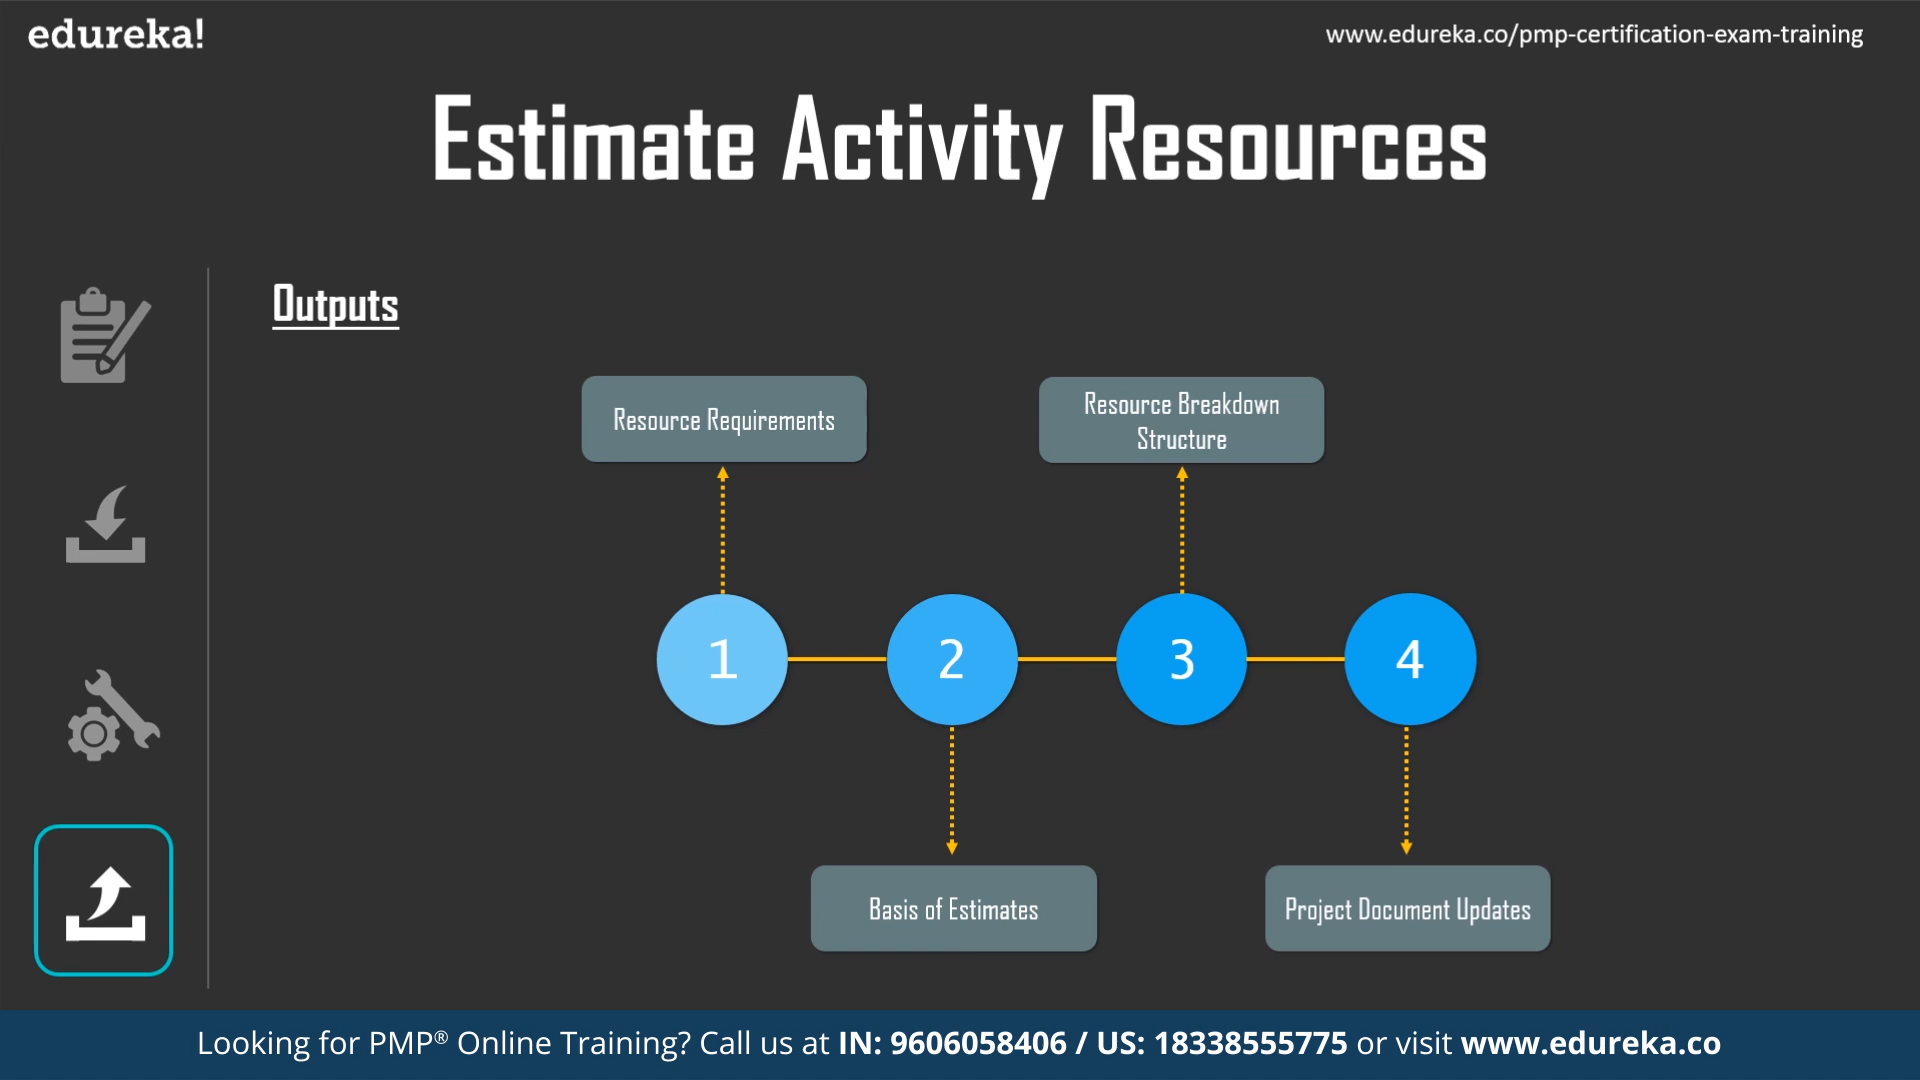 edureka!
www.edureka.co/pmp-certification-exam-training
Estimate Activity Resources
Outputs
Resource Requirements
Resource Breakdown
Structure
1
2
3
4
Basis of Estimates
Project Document Updates
Looking for PMP® Online Training? Call us at IN: 9606058406 / US: 18338555775 or visit www.edureka.co